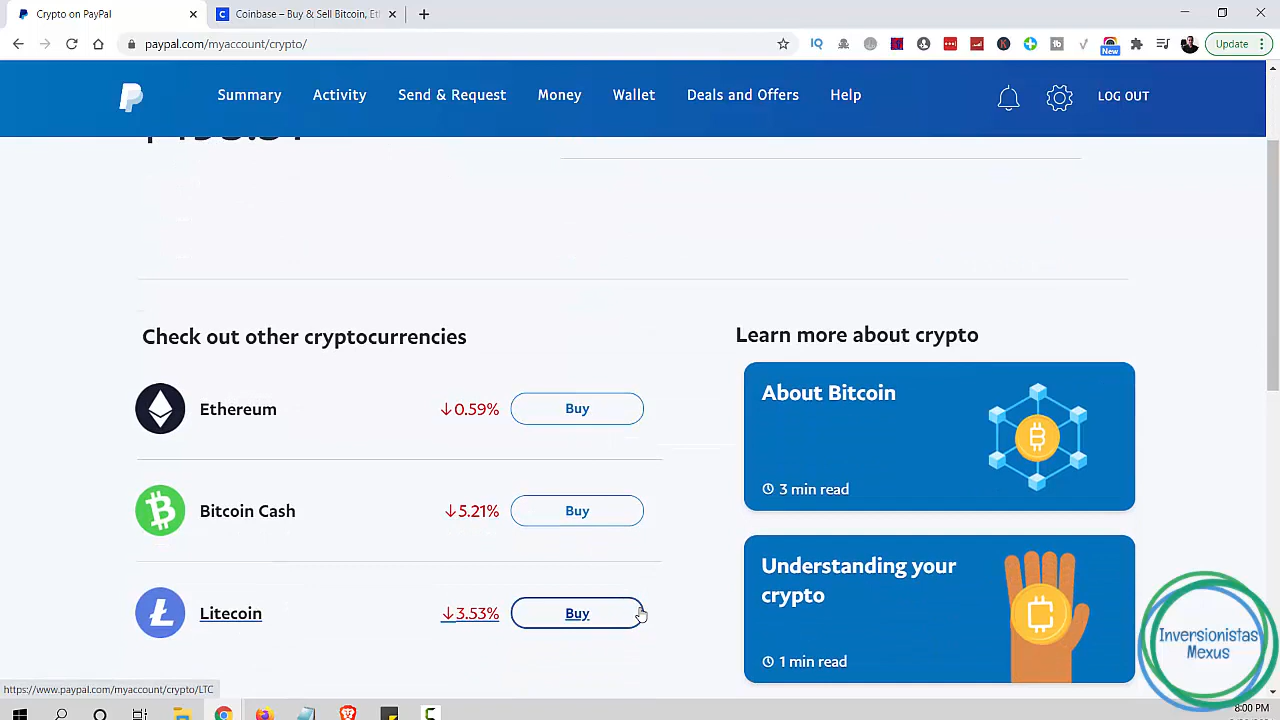 Crypto on PayPal
Coinbase – Buy & Sell Bitcoin, Et
paypal.com/myaccount/crypto/
IQ
New
Update
Summary
Activity
Send & Request
Money
Wallet
Deals and Offers
Help
LOG OUT
Check out other cryptocurrencies
Ethereum
↓0.59%
Buy
Bitcoin Cash
↓5.21%
Buy
Litecoin
↓3.53%
Buy
Learn more about crypto
About Bitcoin
3 min read
Understanding your
crypto
1 min read
Inversionistas
Mexus
https://www.paypal.com/myaccount/crypto/LTC
8:00 PM